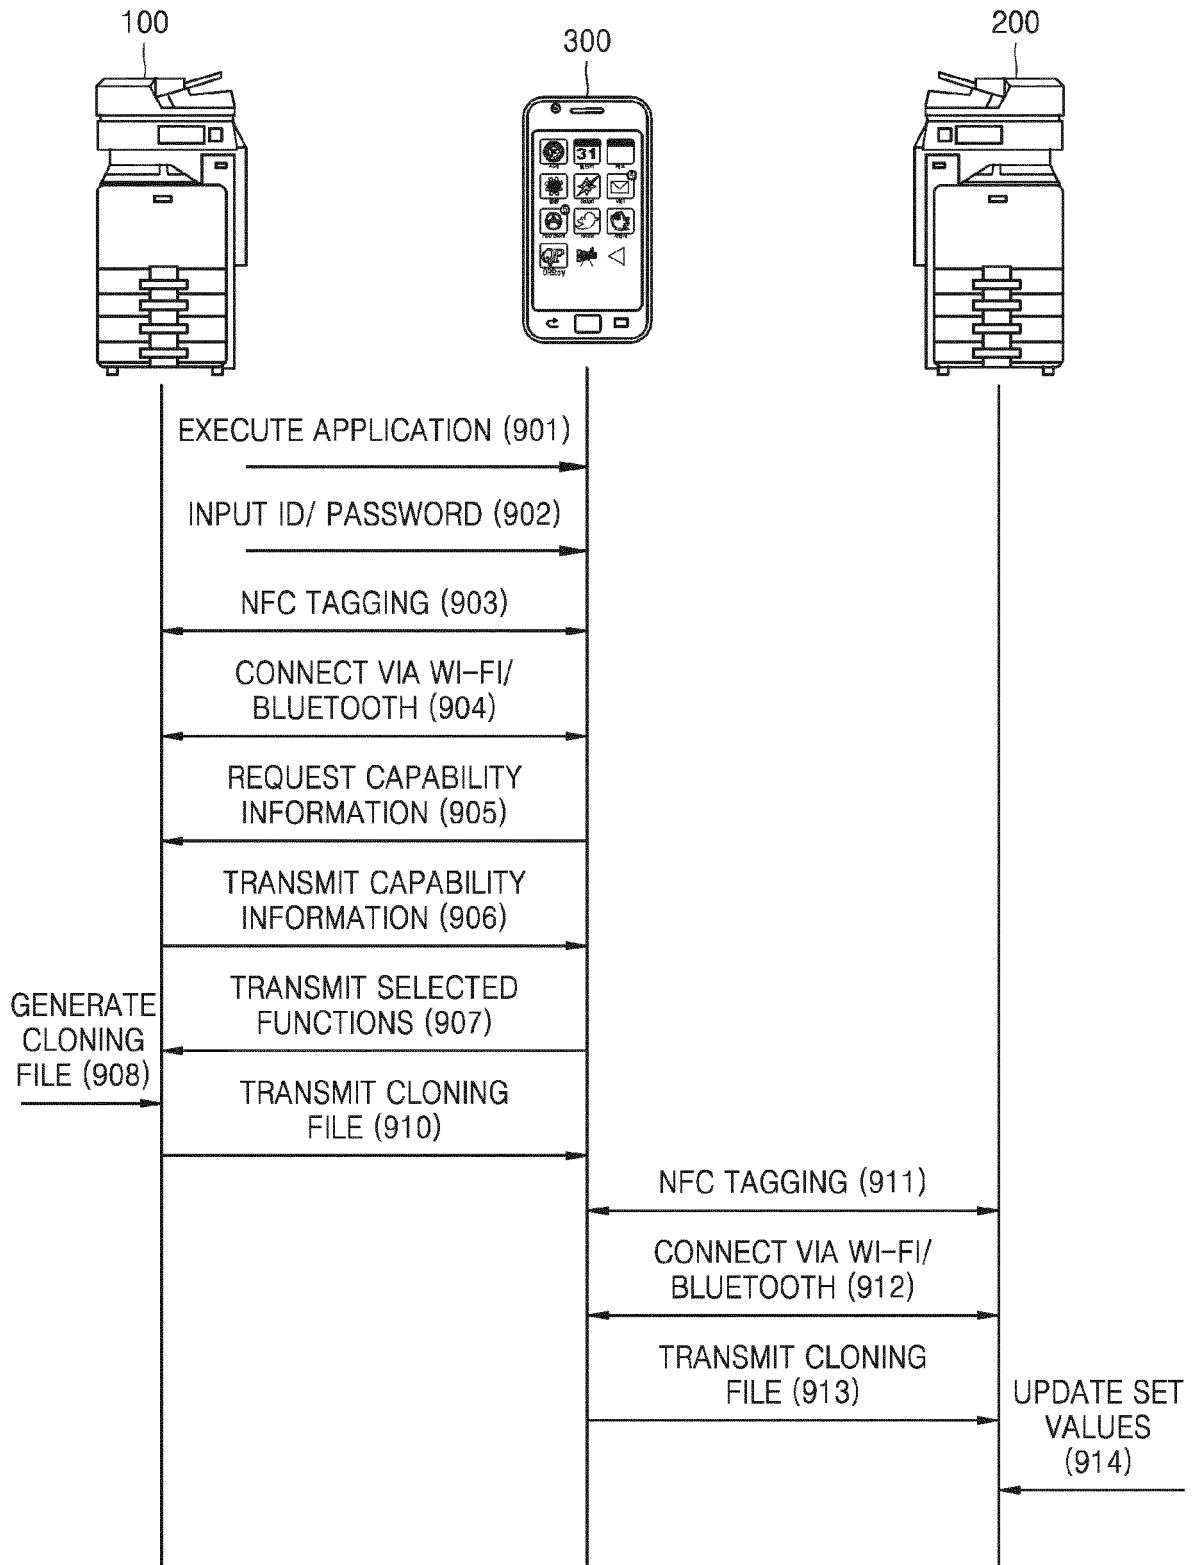 100
300
200
31
EXECUTE APPLICATION (901)
INPUT ID/ PASSWORD (902)
NFC TAGGING (903)
CONNECT VIA WI-FI/
BLUETOOTH (904)
REQUEST CAPABILITY
INFORMATION (905)
TRANSMIT CAPABILITY
INFORMATION (906)
TRANSMIT SELECTED
FUNCTIONS (907)
GENERATE
CLONING
FILE (908)
TRANSMIT CLONING
FILE (910)
NFC TAGGING (911)
CONNECT VIA WI-FI/
BLUETOOTH (912)
TRANSMIT CLONING
FILE (913)
UPDATE SET
VALUES
(914)